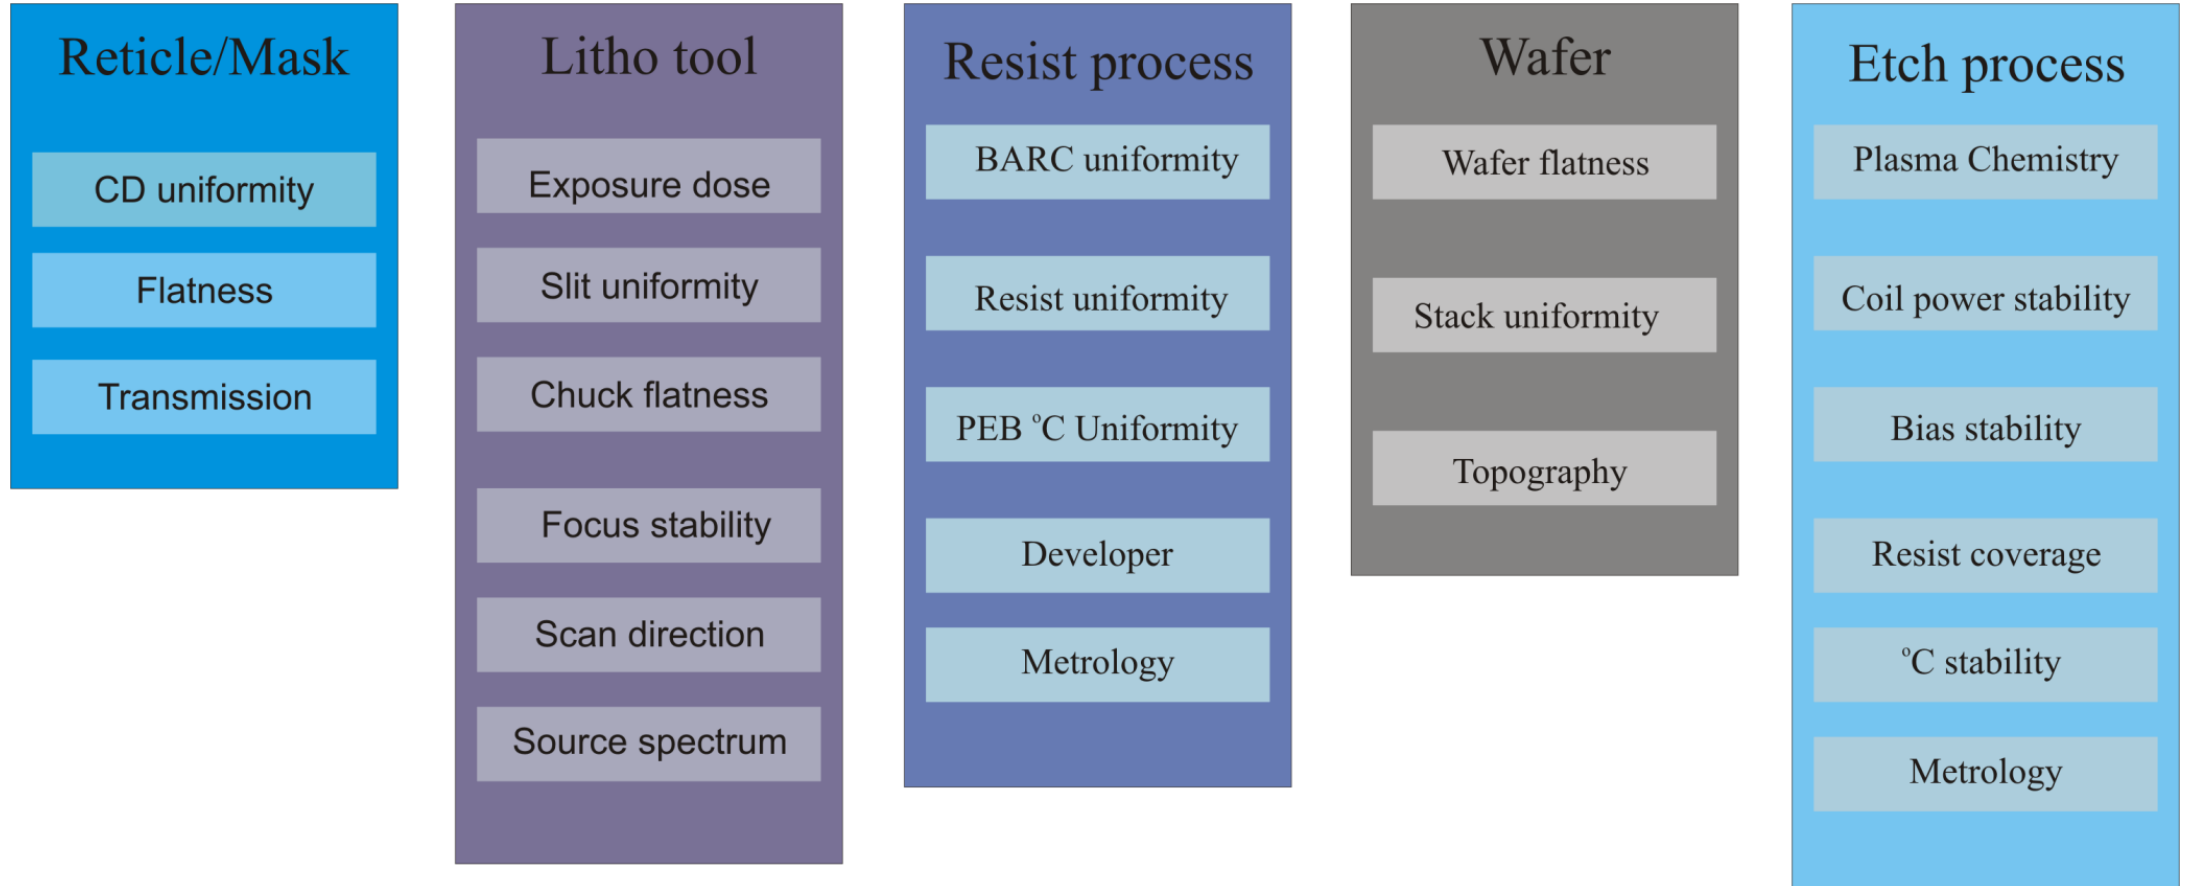 Reticle/Mask
CD uniformity
Flatness
Transmission
Litho tool
Exposure dose
Slit uniformity
Chuck flatness
Focus stability
Scan direction
Source spectrum
Resist process
BARC uniformity
Resist uniformity
PEB °C Uniformity
Developer
Metrology
Wafer
Wafer flatness
Stack uniformity
Topography
Etch process
Plasma Chemistry
Coil power stability
Bias stability
Resist coverage
°C stability
Metrology